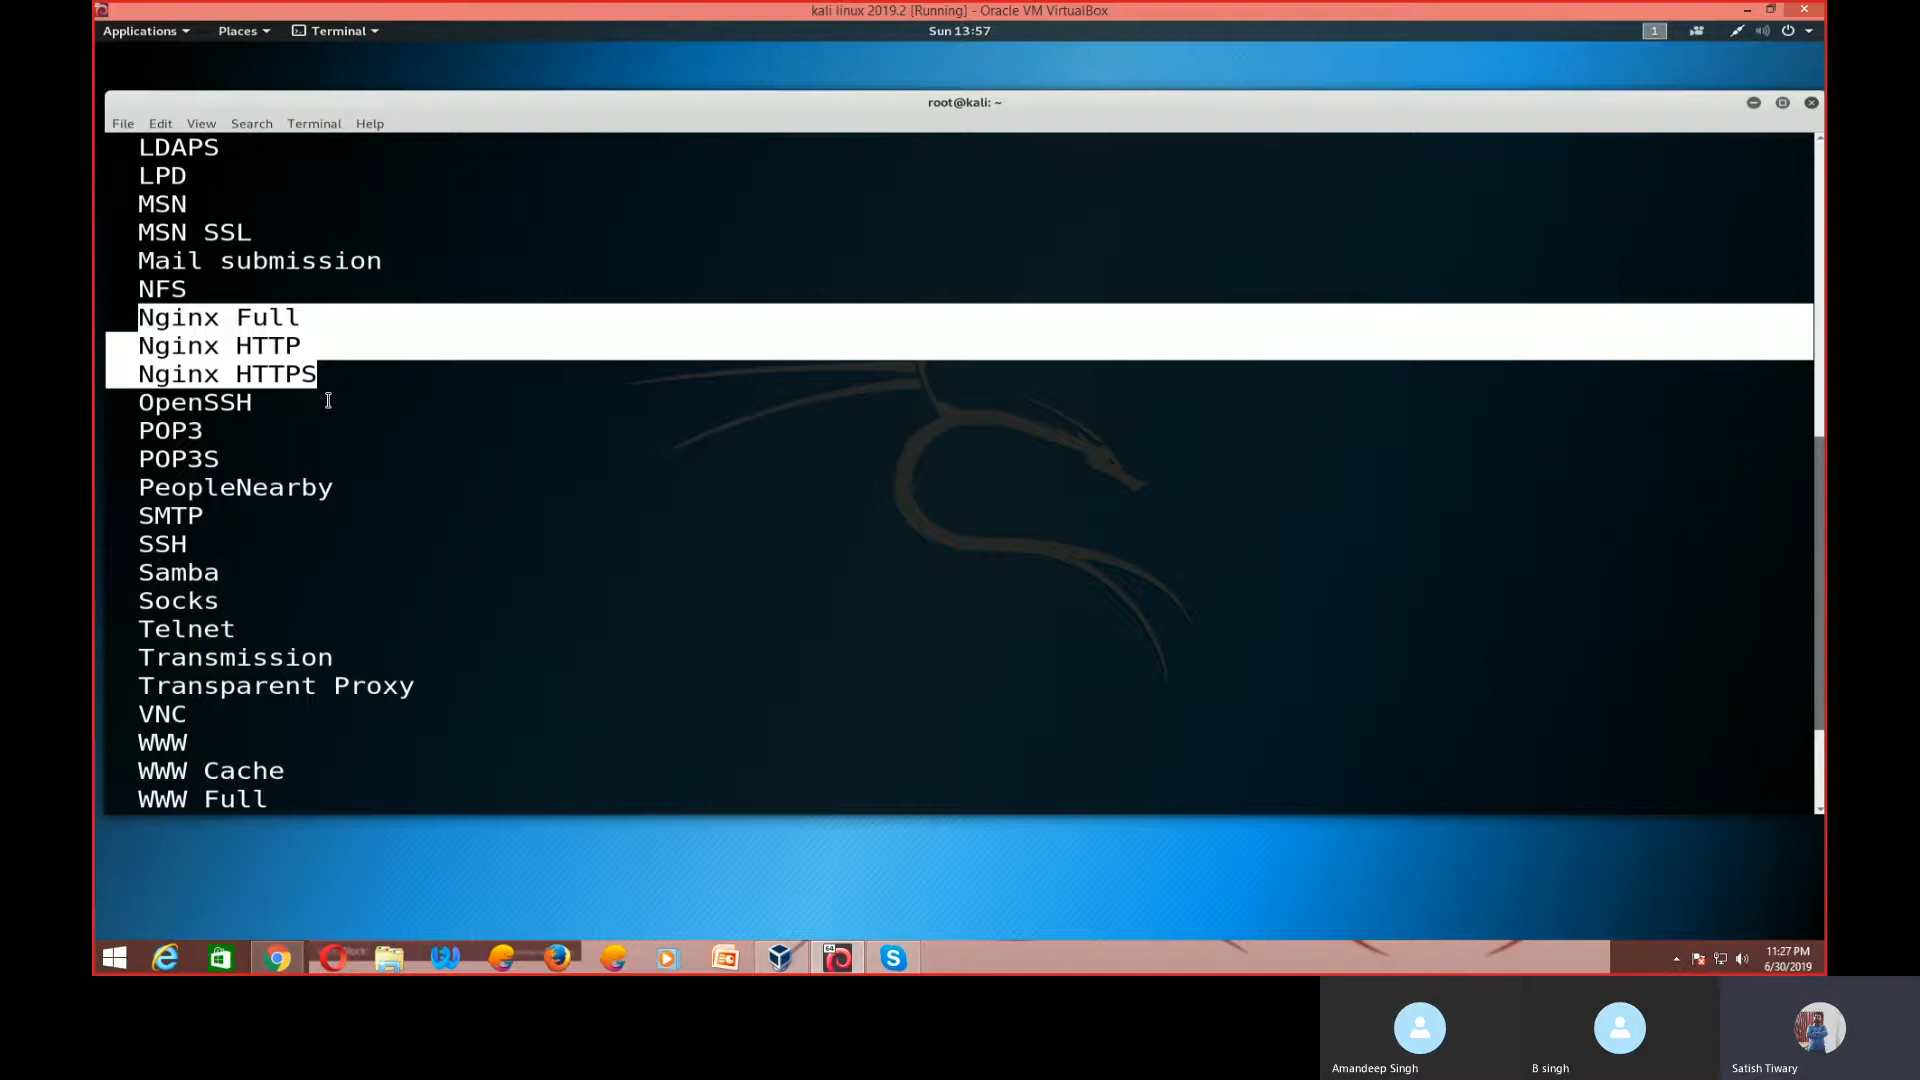 kali linux 2019.2 [Running] - Oracle VM VirtualBox
Applications Places Terminal Sun 13:57 1
root@kali: ~
File Edit View Search Terminal Help
LDAPS
LPD
MSN
MSN SSL
Mail submission
NFS
Nginx Full
Nginx HTTP
Nginx HTTPS
OpenSSH
POP3
POP3S
PeopleNearby
SMTP
SSH
Samba
Socks
Telnet
Transmission
Transparent Proxy
VNC
WWW
WWW Cache
WWW Full
64
11:27 PM
6/30/2019
Amandeep Singh B singh Satish Tiwary